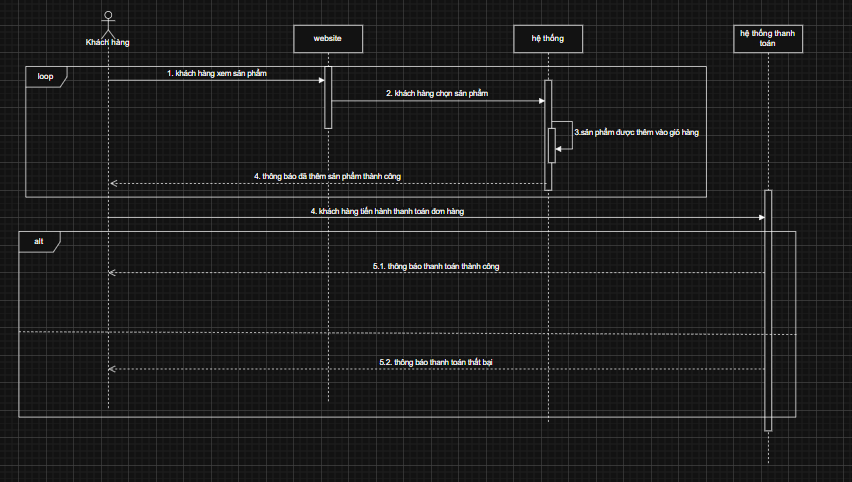 Khách hàng
website
hệ thống
hệ thống thanh
toán
loop
1. khách hàng xem sản phẩm
2. khách hàng chọn sản phẩm
3.sản phẩm được thêm vào giỏ hàng
4. thông báo đã thêm sản phẩm thành công
4. khách hàng tiến hành thanh toán đơn hàng
alt
5.1. thông báo thanh toán thành công
5.2. thông báo thanh toán thất bại